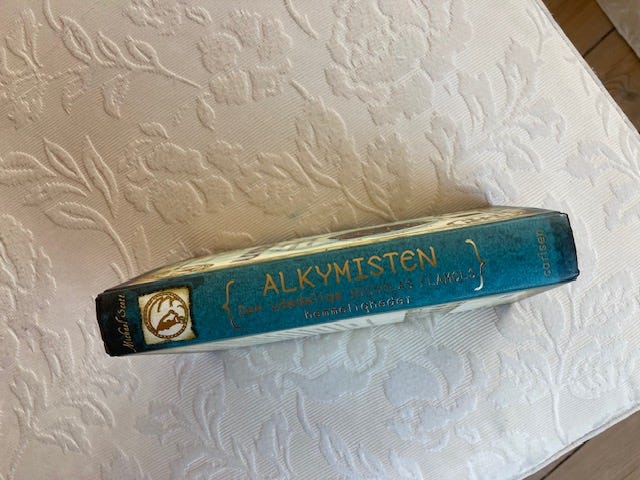 Michael Scott
ALKYMISTEN
{Den udødelige Nicholas Flamels}
hemmeligheder
carlsen